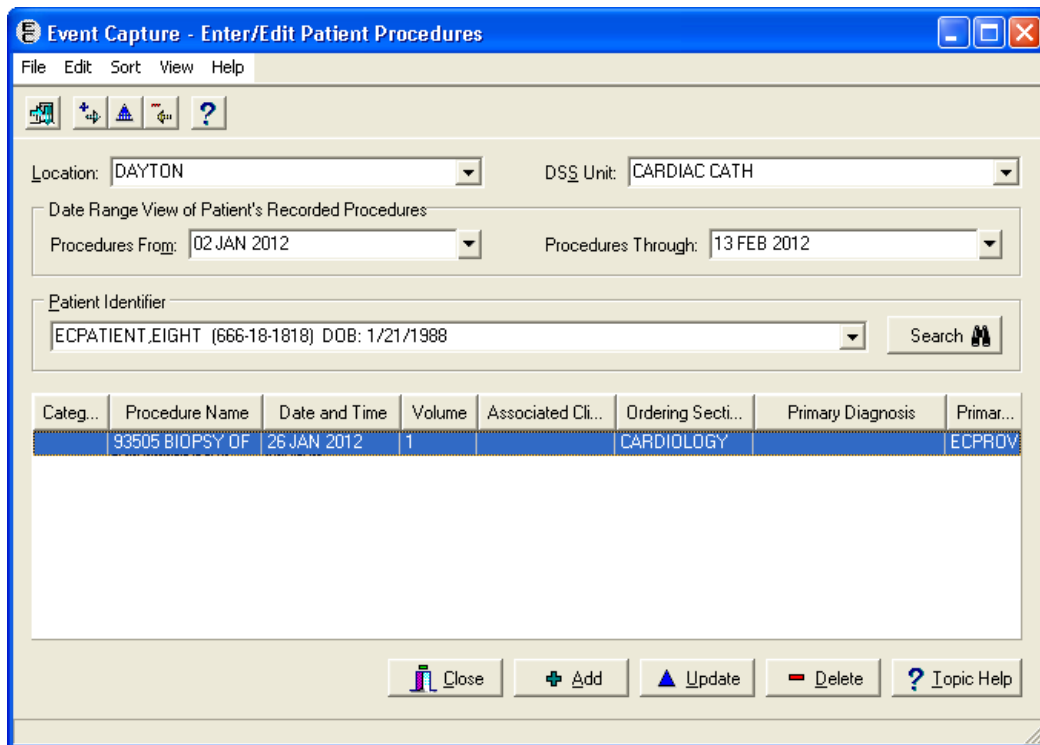 Event Capture - Enter/Edit Patient Procedures
File Edit Sort View Help
Location: DAYTON DSS Unit: CARDIAC CATH
Date Range View of Patient's Recorded Procedures
Procedures From: 02 JAN 2012 Procedures Through: 13 FEB 2012
Patient Identifier
ECPATIENT,EIGHT (666-18-1818) DOB: 1/21/1988 Search
Categ... Procedure Name Date and Time Volume Associated Cli... Ordering Secti... Primary Diagnosis Primar...
93505 BIOPSY OF 26 JAN 2012 1 CARDIOLOGY ECPROV
Close Add Update Delete ? Topic Help